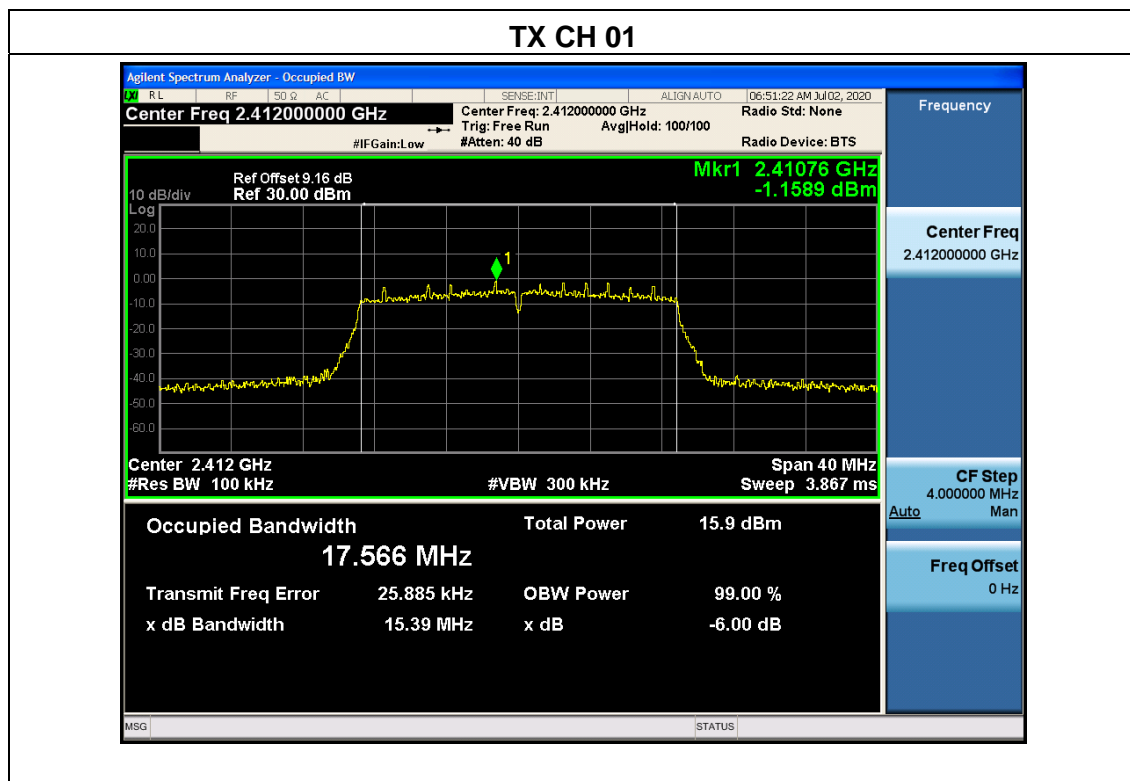 TX CH 01
Agilent Spectrum Analyzer - Occupied BW
LXI RL RF 50 Ω AC SENSE:INT ALIGN AUTO 06:51:22 AM Jul 02, 2020
Center Freq 2.412000000 GHz
Center Freq: 2.412000000 GHz
Radio Std: None
Trig: Free Run Avg|Hold: 100/100
#IFGain:Low
#Atten: 40 dB
Radio Device: BTS
Frequency
Mkr1 2.41076 GHz
-1.1589 dBm
Ref Offset 9.16 dB
10 dB/div Ref 30.00 dBm
Log
20.0
10.0
0.00
-10.0
-20.0
-30.0
-40.0
-50.0
-60.0
1
Center 2.412 GHz
Span 40 MHz
#Res BW 100 kHz
#VBW 300 kHz
Sweep 3.867 ms
Occupied Bandwidth
17.566 MHz
Total Power 15.9 dBm
Transmit Freq Error 25.885 kHz
OBW Power 99.00 %
x dB Bandwidth 15.39 MHz
x dB -6.00 dB
Center Freq
2.412000000 GHz
CF Step
4.000000 MHz
Auto Man
Freq Offset
0 Hz
MSG
STATUS